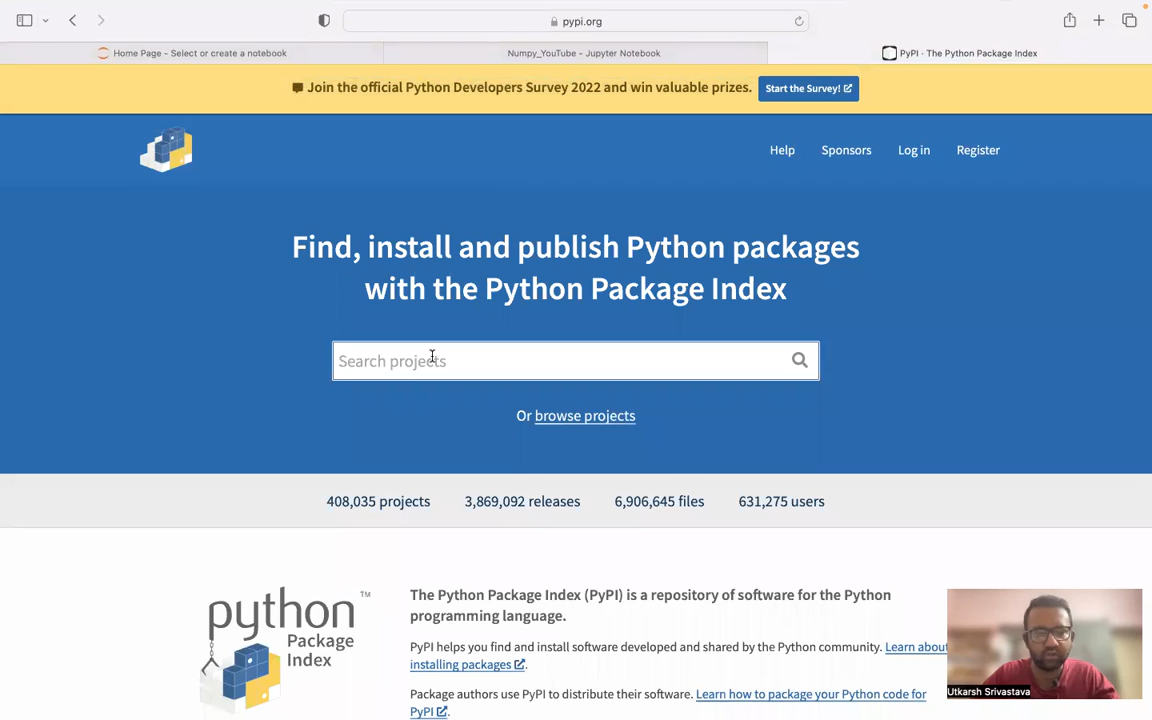 pypi.org
Home Page - Select or create a notebook
Numpy_YouTube - Jupyter Notebook
PyPI · The Python Package Index
Join the official Python Developers Survey 2022 and win valuable prizes.
Start the Survey!
Help
Sponsors
Log in
Register
Find, install and publish Python packages
with the Python Package Index
Search projects
Or browse projects
408,035 projects
3,869,092 releases
6,906,645 files
631,275 users
python TM
Package
Index
The Python Package Index (PyPI) is a repository of software for the Python
programming language.
PyPI helps you find and install software developed and shared by the Python community. Learn about
installing packages.
Package authors use PyPI to distribute their software. Learn how to package your Python code for
PyPI.
Utkarsh Srivastava